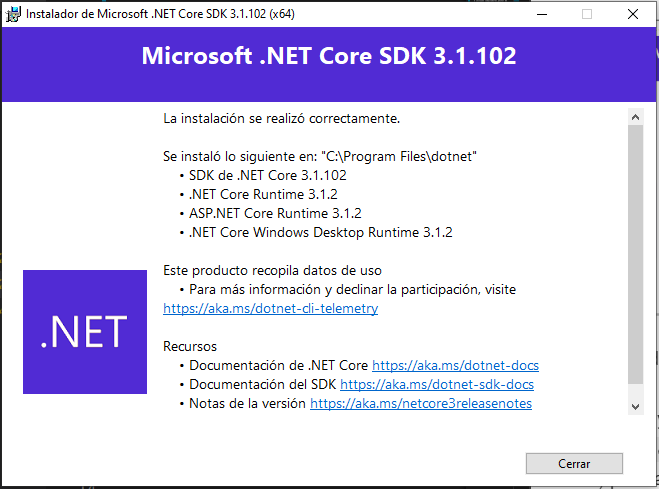 Instalador de Microsoft .NET Core SDK 3.1.102 (x64)
Microsoft .NET Core SDK 3.1.102
La instalación se realizó correctamente.
Se instaló lo siguiente en: "C:\Program Files\dotnet"
• SDK de .NET Core 3.1.102
• .NET Core Runtime 3.1.2
• ASP.NET Core Runtime 3.1.2
• .NET Core Windows Desktop Runtime 3.1.2
Este producto recopila datos de uso
• Para más información y declinar la participación, visite
https://aka.ms/dotnet-cli-telemetry
.NET
Recursos
• Documentación de .NET Core https://aka.ms/dotnet-docs
• Documentación del SDK https://aka.ms/dotnet-sdk-docs
• Notas de la versión https://aka.ms/netcore3releasenotes
Cerrar